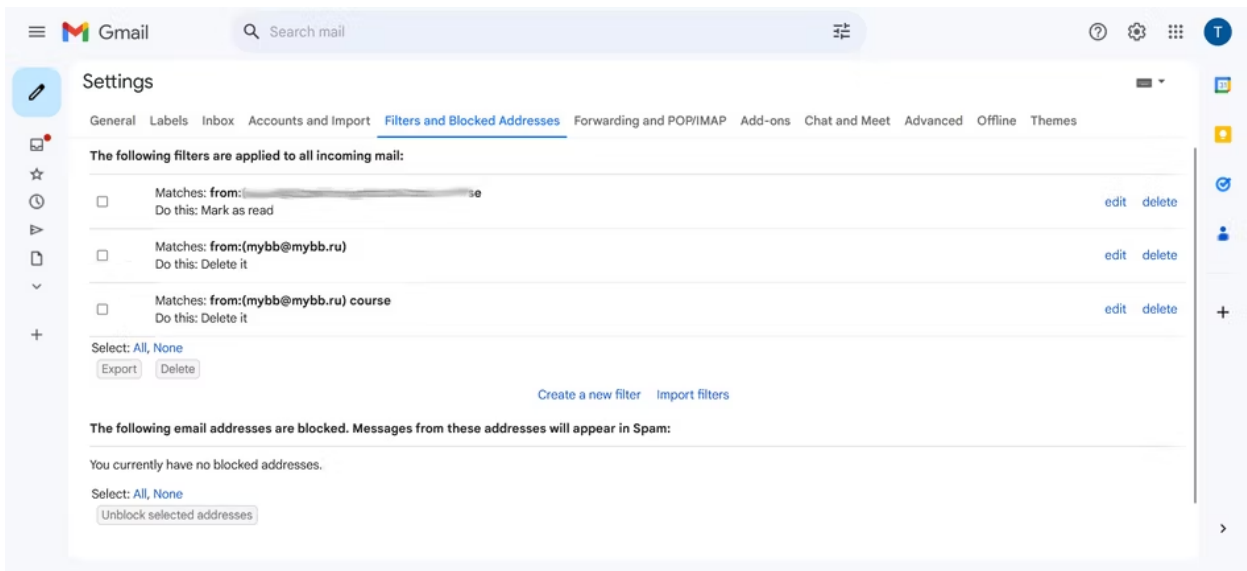 Gmail
Search mail
T
Settings
General Labels Inbox Accounts and Import Filters and Blocked Addresses Forwarding and POP/IMAP Add-ons Chat and Meet Advanced Offline Themes
The following filters are applied to all incoming mail:
Matches: from:(
Do this: Mark as read
edit delete
Matches: from:(mybb@mybb.ru)
Do this: Delete it
edit delete
Matches: from:(mybb@mybb.ru) course
Do this: Delete it
edit delete
Select: All, None
Export Delete
Create a new filter Import filters
The following email addresses are blocked. Messages from these addresses will appear in Spam:
You currently have no blocked addresses.
Select: All, None
Unblock selected addresses